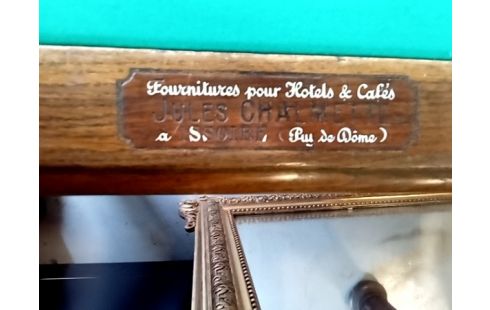 Fournitures pour Hotels & Cafés
JULES
a (Puy de Dôme)